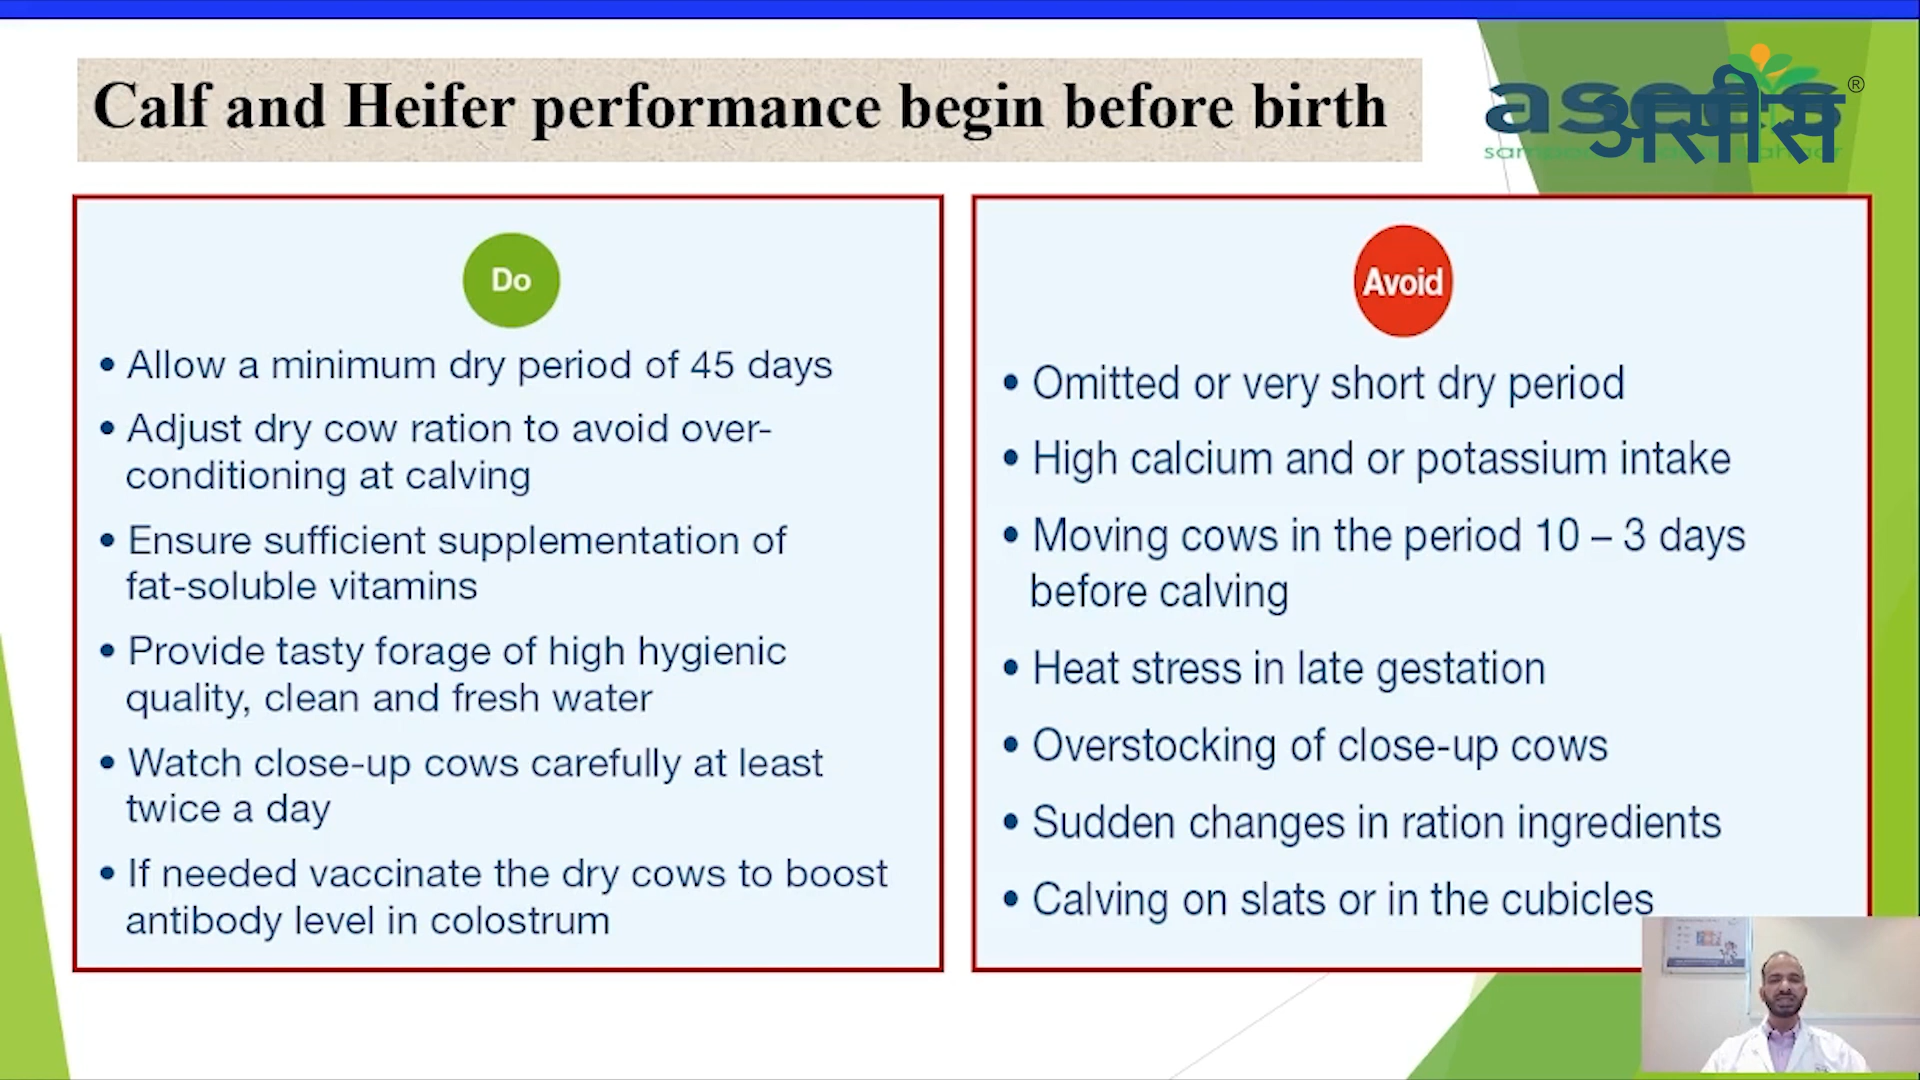 Calf and Heifer performance begin before birth
असीस
®
Do
• Allow a minimum dry period of 45 days
• Adjust dry cow ration to avoid over-
conditioning at calving
• Ensure sufficient supplementation of
fat-soluble vitamins
• Provide tasty forage of high hygienic
quality, clean and fresh water
• Watch close-up cows carefully at least
twice a day
• If needed vaccinate the dry cows to boost
antibody level in colostrum
Avoid
• Omitted or very short dry period
• High calcium and or potassium intake
• Moving cows in the period 10 – 3 days
before calving
• Heat stress in late gestation
• Overstocking of close-up cows
• Sudden changes in ration ingredients
• Calving on slats or in the cubicles